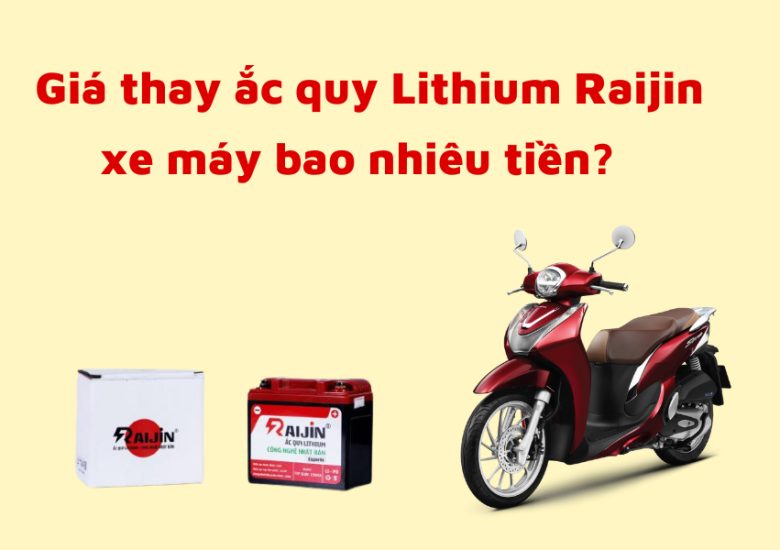 Giá thay ắc quy Lithium Raijin
xe máy bao nhiêu tiền?
RAIJIN®
RAIJIN®
ẮC QUY LITHIUM
CÔNG NGHỆ NHẬT BẢN